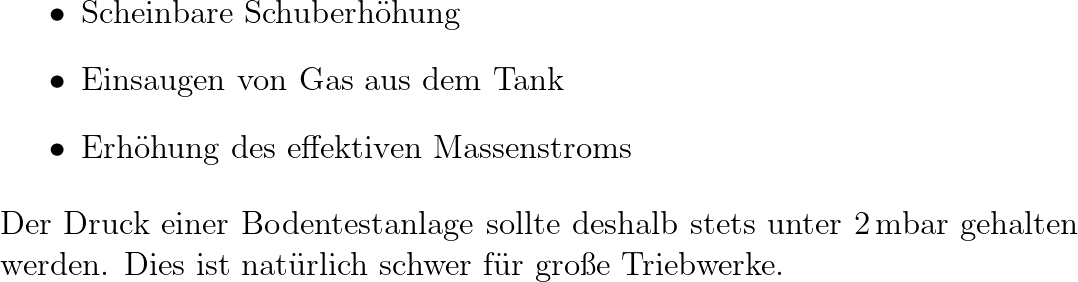 • Scheinbare Schuberhöhung
• Einsaugen von Gas aus dem Tank
• Erhöhung des effektiven Massenstroms
Der Druck einer Bodentestanlage sollte deshalb stets unter 2 mbar gehalten
werden. Dies ist natürlich schwer für große Triebwerke.